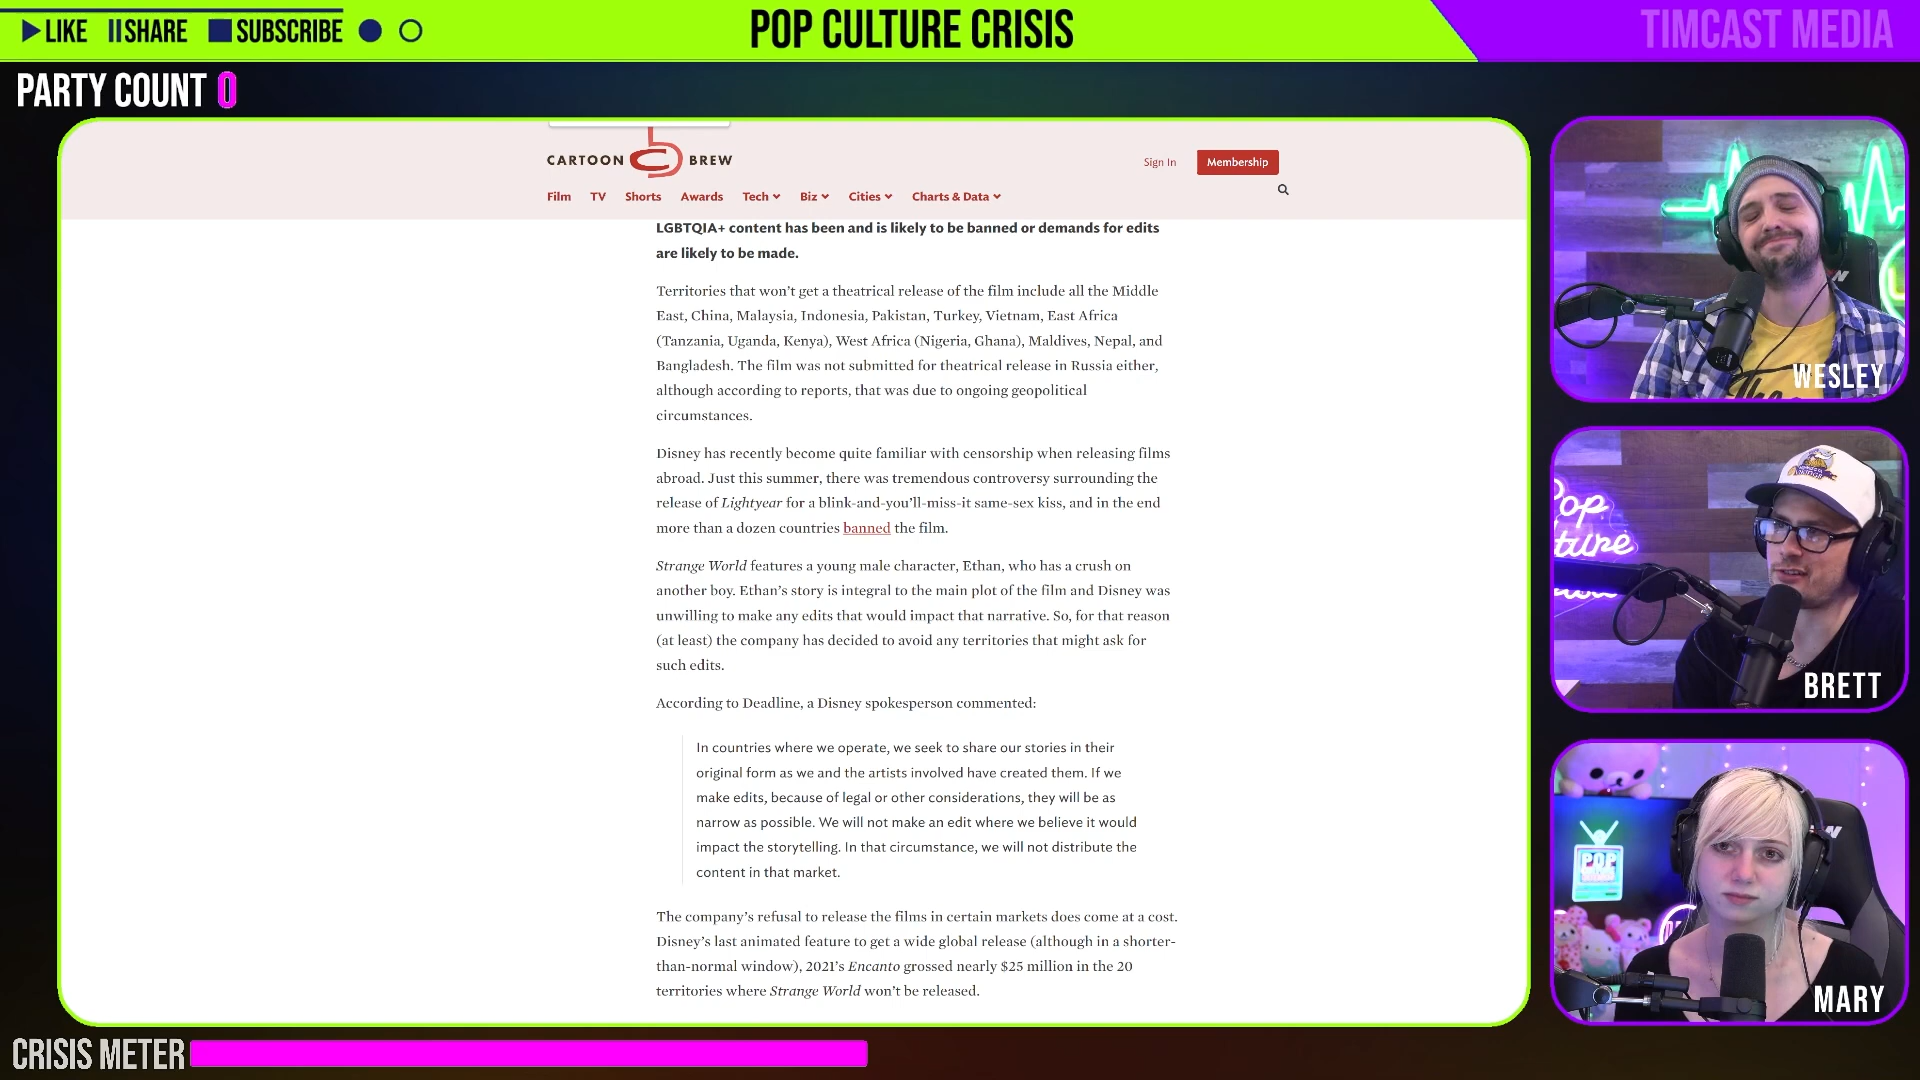 LIKE SHARE SUBSCRIBE
POP CULTURE CRISIS
TIMCAST MEDIA
PARTY COUNT 0
CARTOON BREW
Sign In
Membership
Film TV Shorts Awards Tech Biz Cities Charts & Data
LGBTQIA+ content has been and is likely to be banned or demands for edits
are likely to be made.
Territories that won't get a theatrical release of the film include all the Middle
East, China, Malaysia, Indonesia, Pakistan, Turkey, Vietnam, East Africa
(Tanzania, Uganda, Kenya), West Africa (Nigeria, Ghana), Maldives, Nepal, and
Bangladesh. The film was not submitted for theatrical release in Russia either,
although according to reports, that was due to ongoing geopolitical
circumstances.
Disney has recently become quite familiar with censorship when releasing films
abroad. Just this summer, there was tremendous controversy surrounding the
release of Lightyear for a blink-and-you'll-miss-it same-sex kiss, and in the end
more than a dozen countries banned the film.
Strange World features a young male character, Ethan, who has a crush on
another boy. Ethan's story is integral to the main plot of the film and Disney was
unwilling to make any edits that would impact that narrative. So, for that reason
(at least) the company has decided to avoid any territories that might ask for
such edits.
According to Deadline, a Disney spokesperson commented:
In countries where we operate, we seek to share our stories in their
original form as we and the artists involved have created them. If we
make edits, because of legal or other considerations, they will be as
narrow as possible. We will not make an edit where we believe it would
impact the storytelling. In that circumstance, we will not distribute the
content in that market.
The company's refusal to release the films in certain markets does come at a cost.
Disney's last animated feature to get a wide global release (although in a shorter-
than-normal window), 2021's Encanto grossed nearly $25 million in the 20
territories where Strange World won't be released.
WESLEY
Pop
BRETT
POP
MARY
CRISIS METER